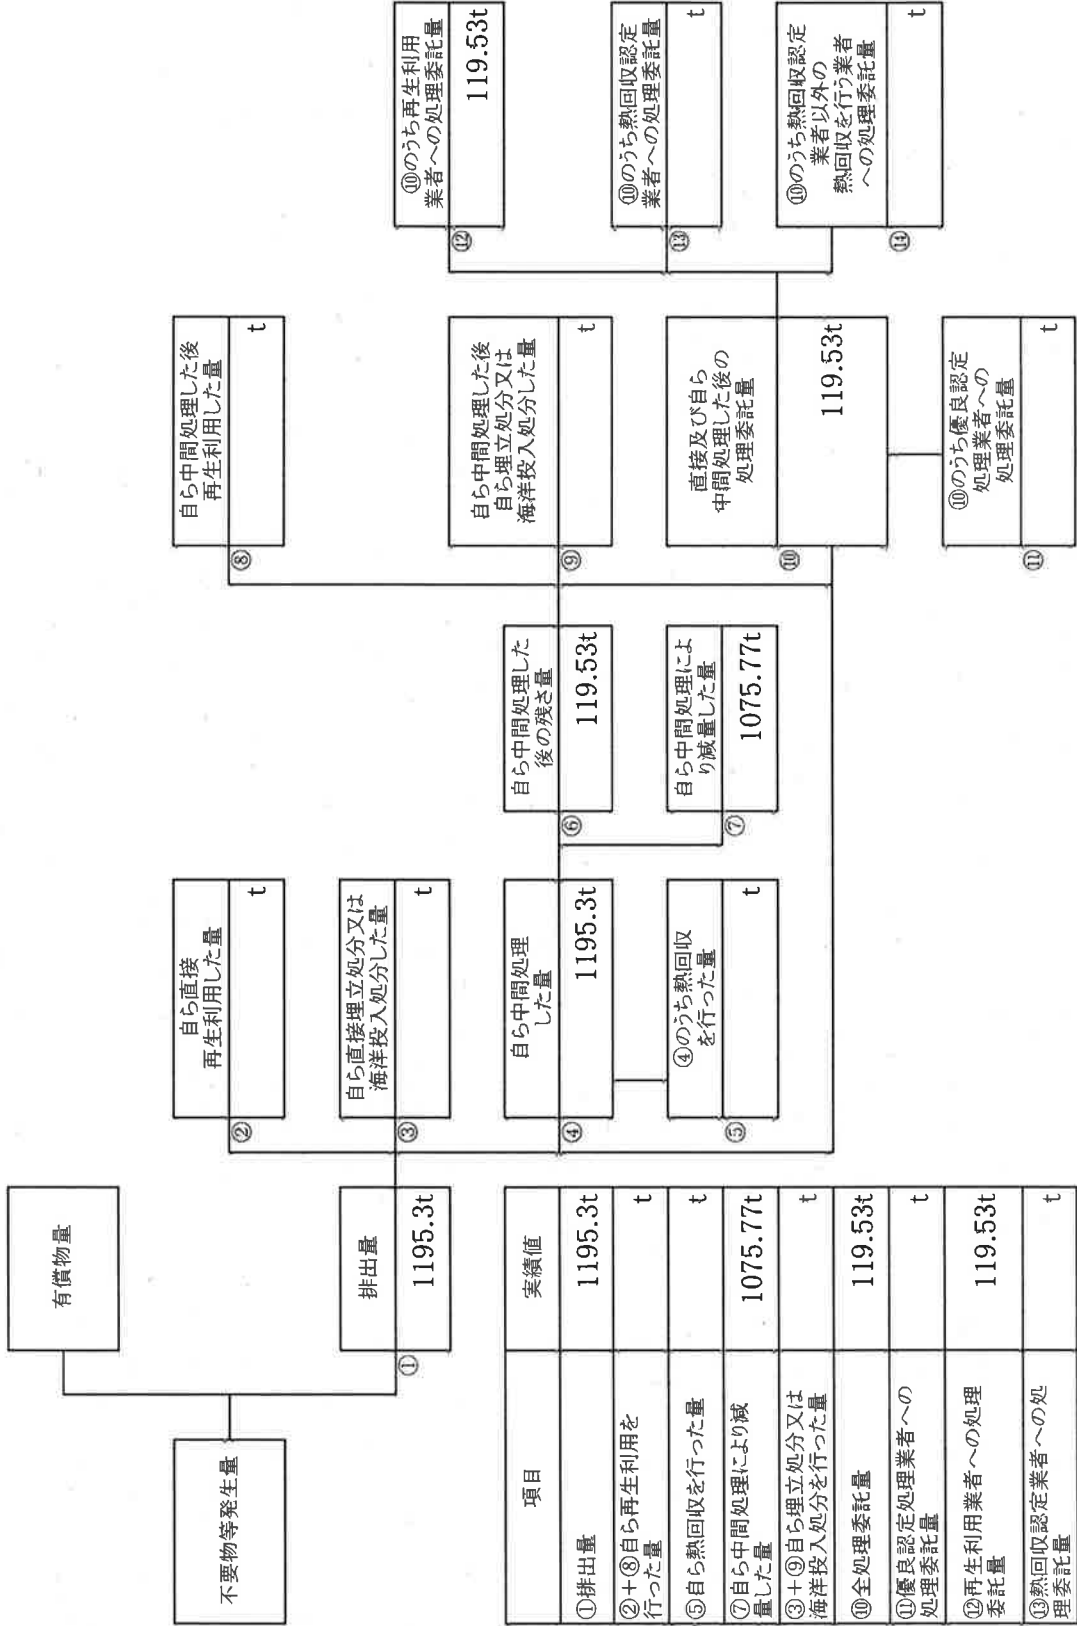 不要物等発生量
有償物量
排出量
①
1195.3t
自ら直接
再生利用した量
②
t
自ら直接埋立処分又は
海洋投入処分した量
③
t
自ら中間処理
した量
④
1195.3t
④のうち熱回収
を行った量
⑤
t
自ら中間処理した
後の残さ量
⑥
119.53t
自ら中間処理によ
り減量した量
⑦
1075.77t
自ら中間処理した後
再生利用した量
⑧
t
自ら中間処理した後
自ら埋立処分又は
海洋投入処分した量
⑨
t
直接及び自ら
中間処理した後の
処理委託量
⑩
119.53t
⑩のうち優良認定
処理業者への
処理委託量
⑪
t
⑩のうち再生利用
業者への処理委託量
⑫
119.53t
⑩のうち熱回収認定
業者への処理委託量
⑬
t
⑩のうち熱回収認定
業者以外の
熱回収を行う業者
への処理委託量
⑭
t
項目 実績値
①排出量 1195.3t
②+⑧自ら再生利用を
行った量 t
⑤自ら熱回収を行った量 t
⑦自ら中間処理により減
量した量 1075.77t
③+⑨自ら埋立処分又は
海洋投入処分を行った量 t
⑩全処理委託量 119.53t
⑪優良認定処理業者への
処理委託量 t
⑫再生利用業者への処理
委託量 119.53t
⑬熱回収認定業者への処
理委託量 t